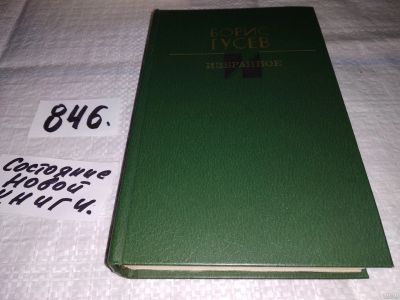 БОРИС
ГУСЕВ
ИЗБРАННОЕ
846.
Состояние
новой
книги.